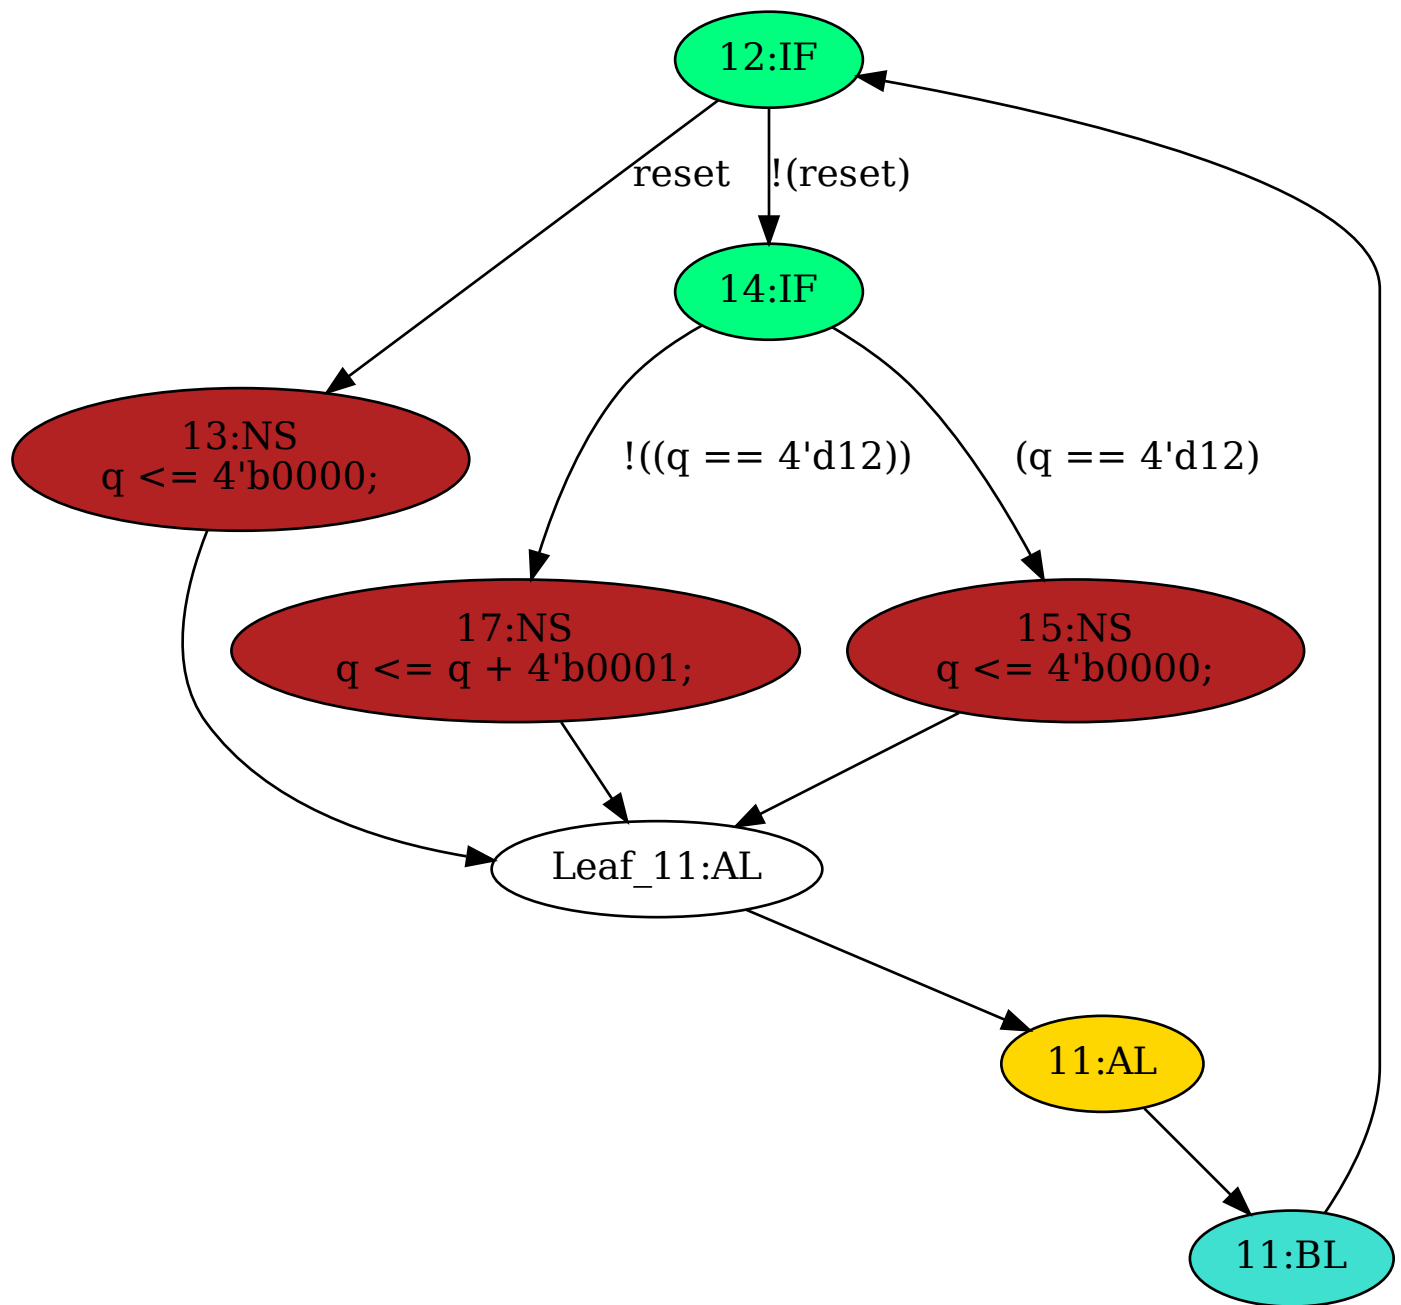 12:IF
reset
!(reset)
14:IF
13:NS
q <= 4'b0000;
!((q == 4'd12))
(q == 4'd12)
17:NS
q <= q + 4'b0001;
15:NS
q <= 4'b0000;
Leaf_11:AL
11:AL
11:BL